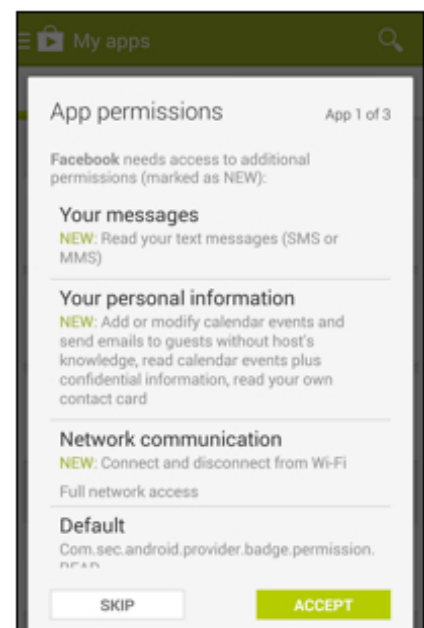 My apps
App permissions
App 1 of 3
Facebook needs access to additional
permissions (marked as NEW):
Your messages
NEW: Read your text messages (SMS or
MMS)
Your personal information
NEW: Add or modify calendar events and
send emails to guests without host's
knowledge, read calendar events plus
confidential information, read your own
contact card
Network communication
NEW: Connect and disconnect from Wi-Fi
Full network access
Default
Com.sec.android.provider.badge.permission.
READ
SKIP
ACCEPT